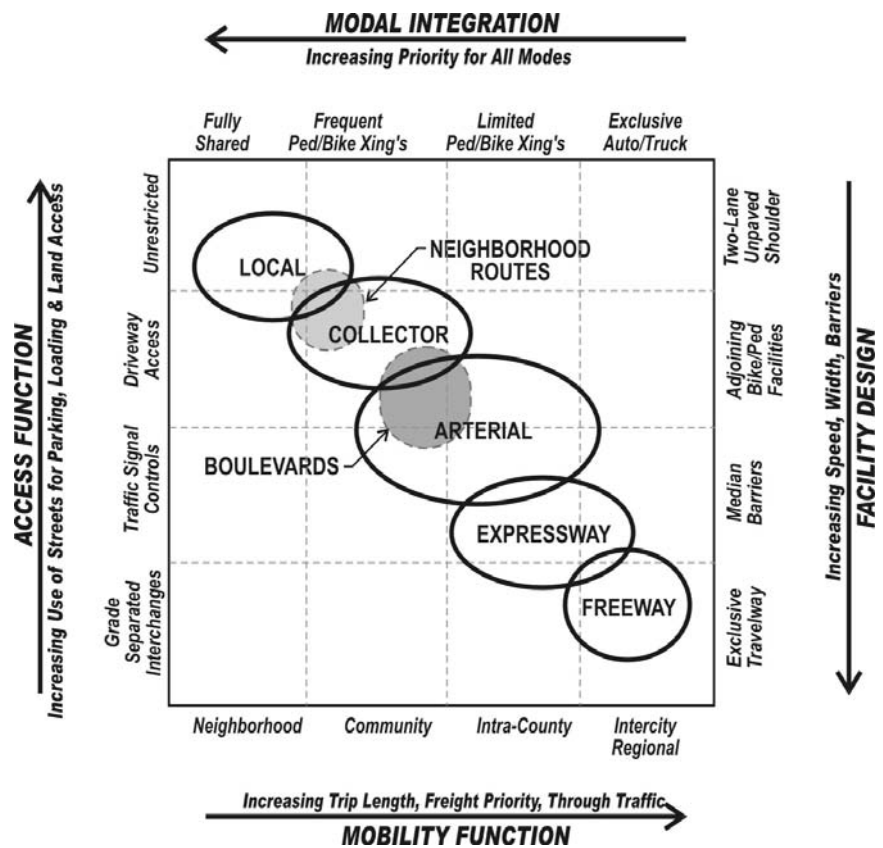 MODAL INTEGRATION
Increasing Priority for All Modes
Fully
Shared
Frequent
Ped/Bike Xing's
Limited
Ped/Bike Xing's
Exclusive
Auto/Truck
ACCESS FUNCTION
Increasing Use of Streets for Parking, Loading & Land Access
Unrestricted
Driveway
Access
Traffic Signal
Controls
Grade
Separated
Interchanges
LOCAL
NEIGHBORHOOD
ROUTES
COLLECTOR
ARTERIAL
BOULEVARDS
EXPRESSWAY
FREEWAY
Two-Lane
Unpaved
Shoulder
Adjoining
Bike/Ped
Facilities
Median
Barriers
Exclusive
Travelway
Increasing Speed, Width, Barriers
FACILITY DESIGN
Neighborhood
Community
Intra-County
Intercity
Regional
Increasing Trip Length, Freight Priority, Through Traffic
MOBILITY FUNCTION